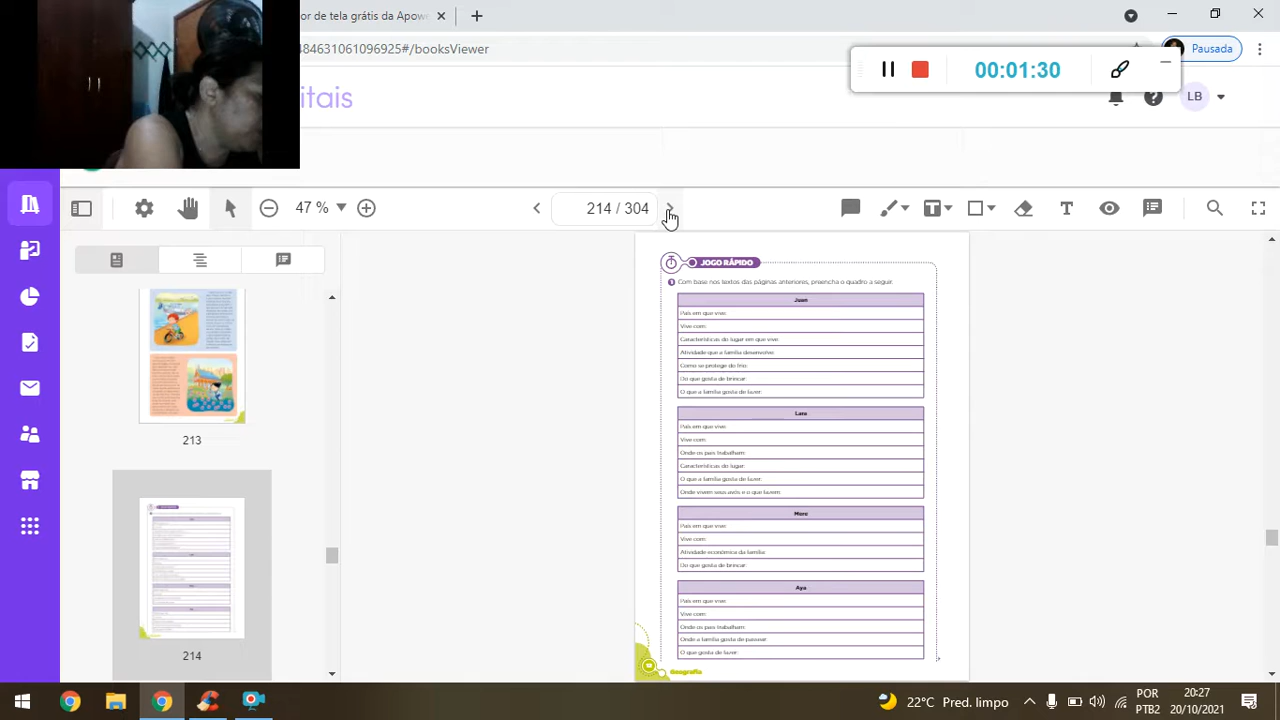 or de tela grátis da Apowe
484631061096925#/booksViewer
Pausada
00:01:30
itais
LB
47 %
214 / 304
213
214
JOGO RÁPIDO
Com base nos textos das páginas anteriores, preencha o quadro a seguir.
Juan
País em que vive:
Vive com:
Características do lugar em que vive:
Atividade que a família desenvolve:
Como se protege do frio:
Do que gosta de brincar:
O que a família gosta de fazer:
Lara
País em que vive:
Vive com:
Onde os pais trabalham:
Características do lugar:
O que a família gosta de fazer:
Onde vivem seus avós e o que fazem:
More
País em que vive:
Vive com:
Atividade econômica da família:
Do que gosta de brincar:
Aya
País em que vive:
Vive com:
Onde os pais trabalham:
Onde a família gosta de passear:
O que gosta de fazer:
Geografia
22°C Pred. limpo
POR
PTB2
20:27
20/10/2021